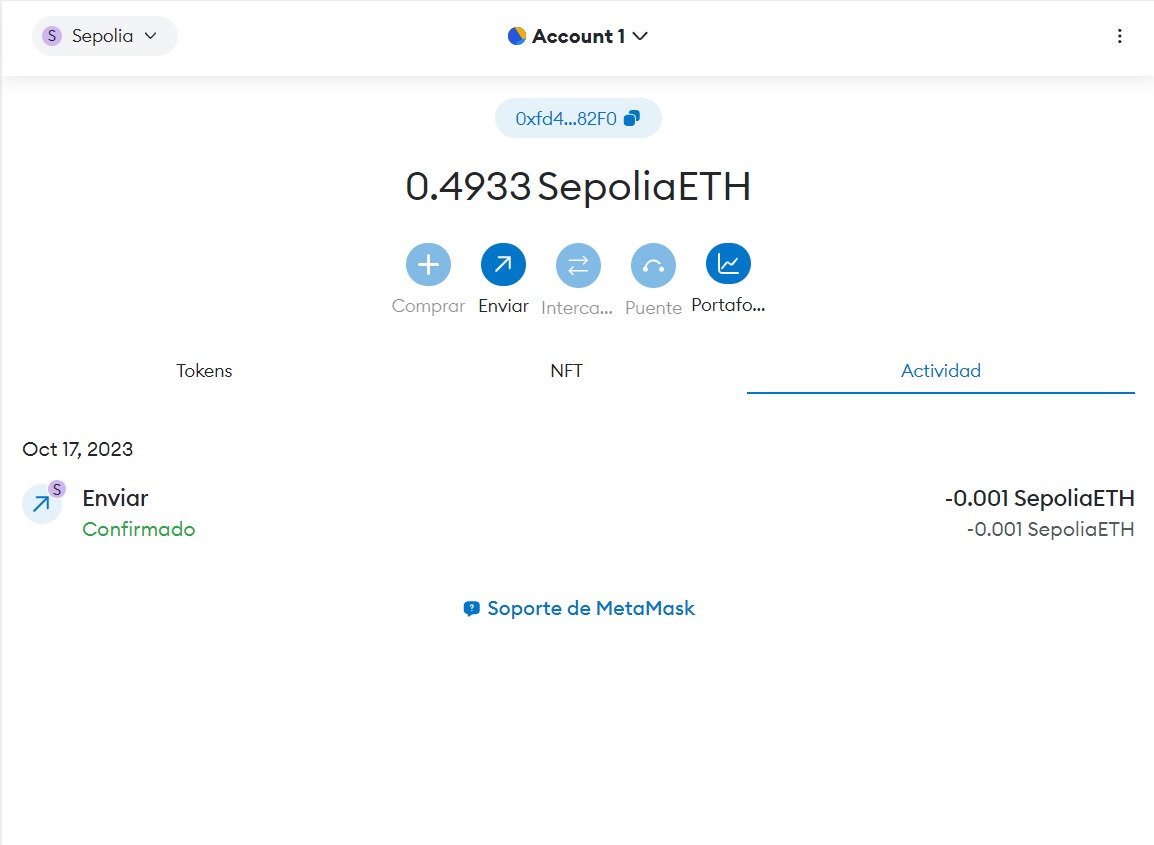 S Sepolia
Account 1
0xfd4...82F0
0.4933 SepoliaETH
Comprar Enviar Interca... Puente Portafo...
Tokens NFT Actividad
Oct 17, 2023
S
Enviar -0.001 SepoliaETH
Confirmado -0.001 SepoliaETH
? Soporte de MetaMask